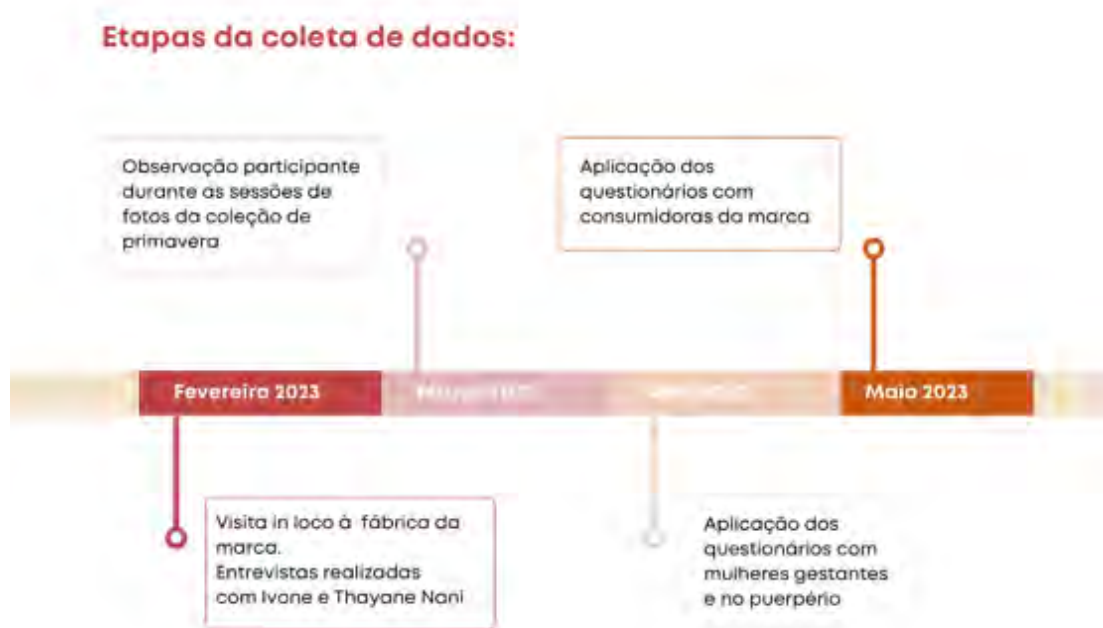 Etapas da coleta de dados:
Observação participante
durante as sessões de
fotos da coleção de
primavera
Aplicação dos
questionários com
consumidoras da marca
Fevereiro 2023
Maio 2023
Visita in loco à fábrica da
marca.
Entrevistas realizadas
com Ivone e Thayane Nani
Aplicação dos
questionários com
mulheres gestantes
e no puerpério